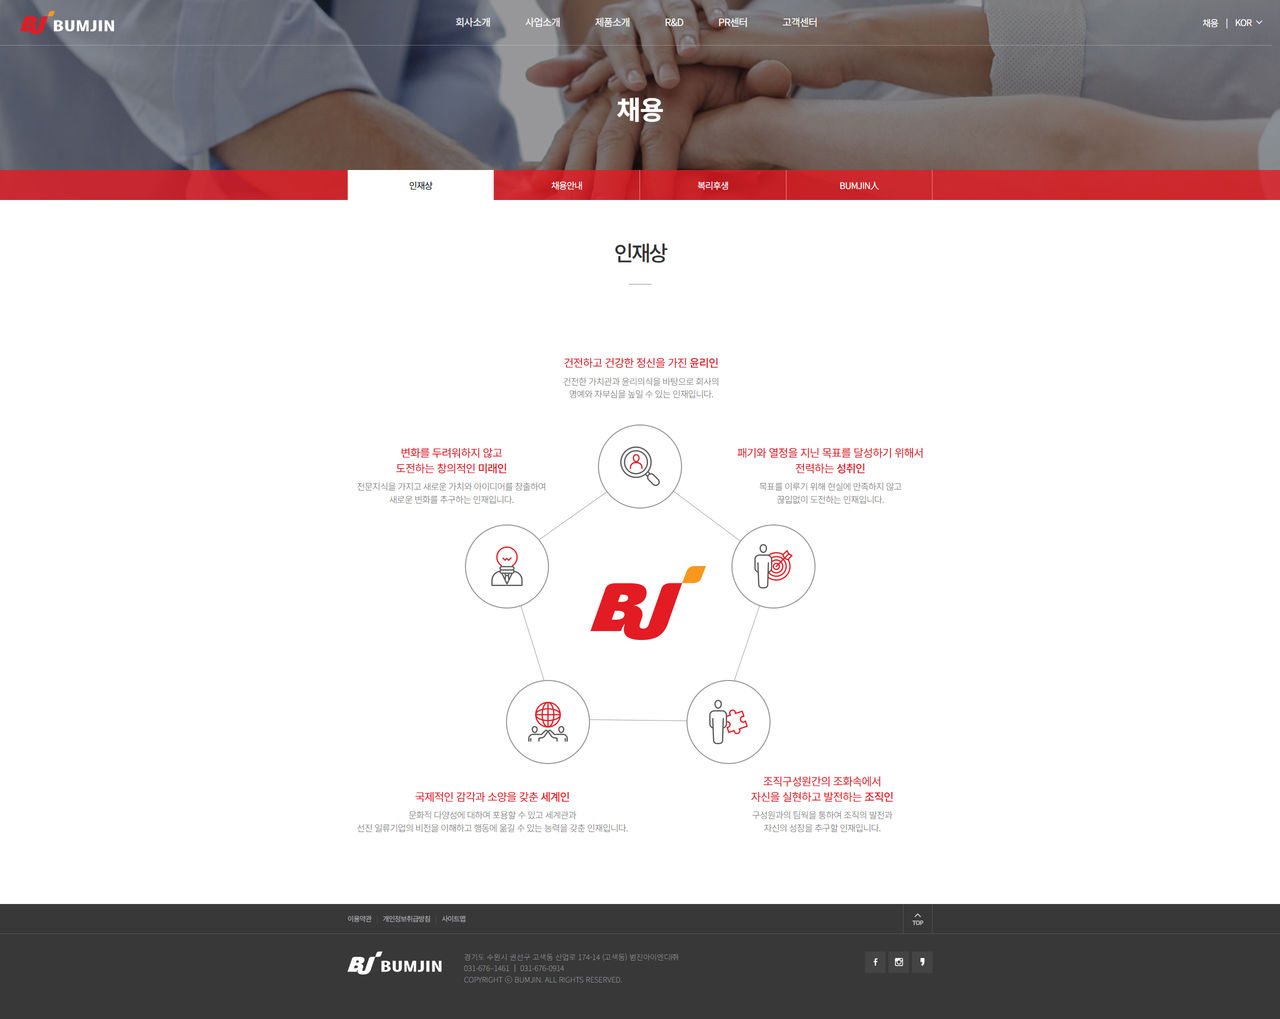 BJ BUMJIN
회사소개 사업소개 제품소개 R&D PR센터 고객센터
채용 | KOR
채용
인재상 채용안내 복리후생 BUMJIN人
인재상
건전하고 건강한 정신을 가진 윤리인
건전한 가치관과 윤리의식을 바탕으로 회사의
명예와 자부심을 높일 수 있는 인재입니다.
변화를 두려워하지 않고
도전하는 창의적인 미래인
전문지식을 가지고 새로운 가치와 아이디어를 창출하여
새로운 변화를 추구하는 인재입니다.
패기와 열정을 지닌 목표를 달성하기 위해서
전력하는 성취인
목표를 이루기 위해 현실에 만족하지 않고
끊임없이 도전하는 인재입니다.
BJ
국제적인 감각과 소양을 갖춘 세계인
문화적 다양성에 대하여 포용할 수 있고 세계관과
선진 일류기업의 비전을 이해하고 행동에 옮길 수 있는 능력을 갖춘 인재입니다.
조직구성원간의 조화속에서
자신을 실현하고 발전하는 조직인
구성원과의 팀웍을 통하여 조직의 발전과
자신의 성장을 추구할 인재입니다.
이용약관 | 개인정보취급방침 | 사이트맵
TOP
BJ BUMJIN
경기도 수원시 권선구 고색동 산업로 174-14 (고색동) 범진아이엔디㈜
031-676-1461 | 031-676-0914
COPYRIGHT ⓒ BUMJIN. ALL RIGHTS RESERVED.